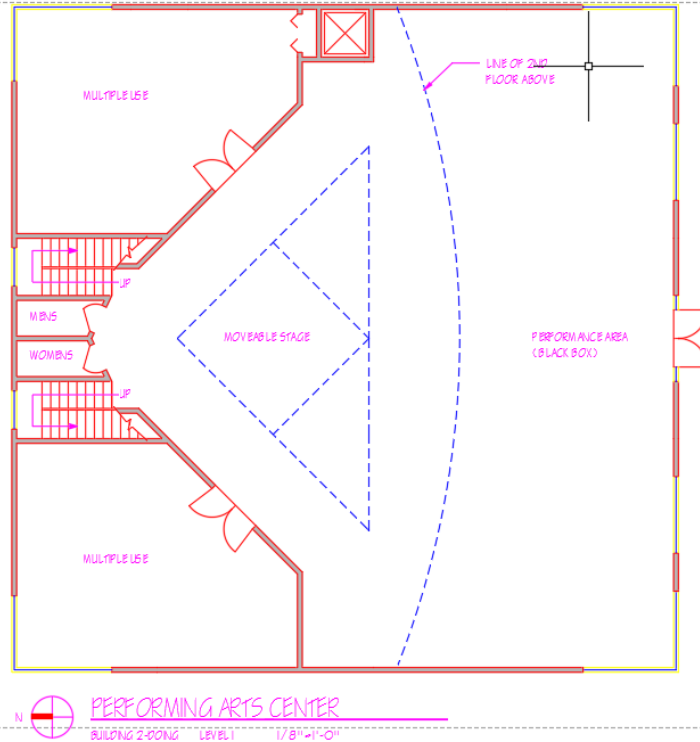 MULTIPLE USE
LINE OF 2ND
FLOOR ABOVE
UP
MENS
MOVEABLE STAGE
PERFORMANCE AREA
(BLACK BOX)
WOMENS
UP
MULTIPLE USE
N
PERFORMING ARTS CENTER
BUILDING 2-DONG LEVEL 1 1/8"=1'-0"